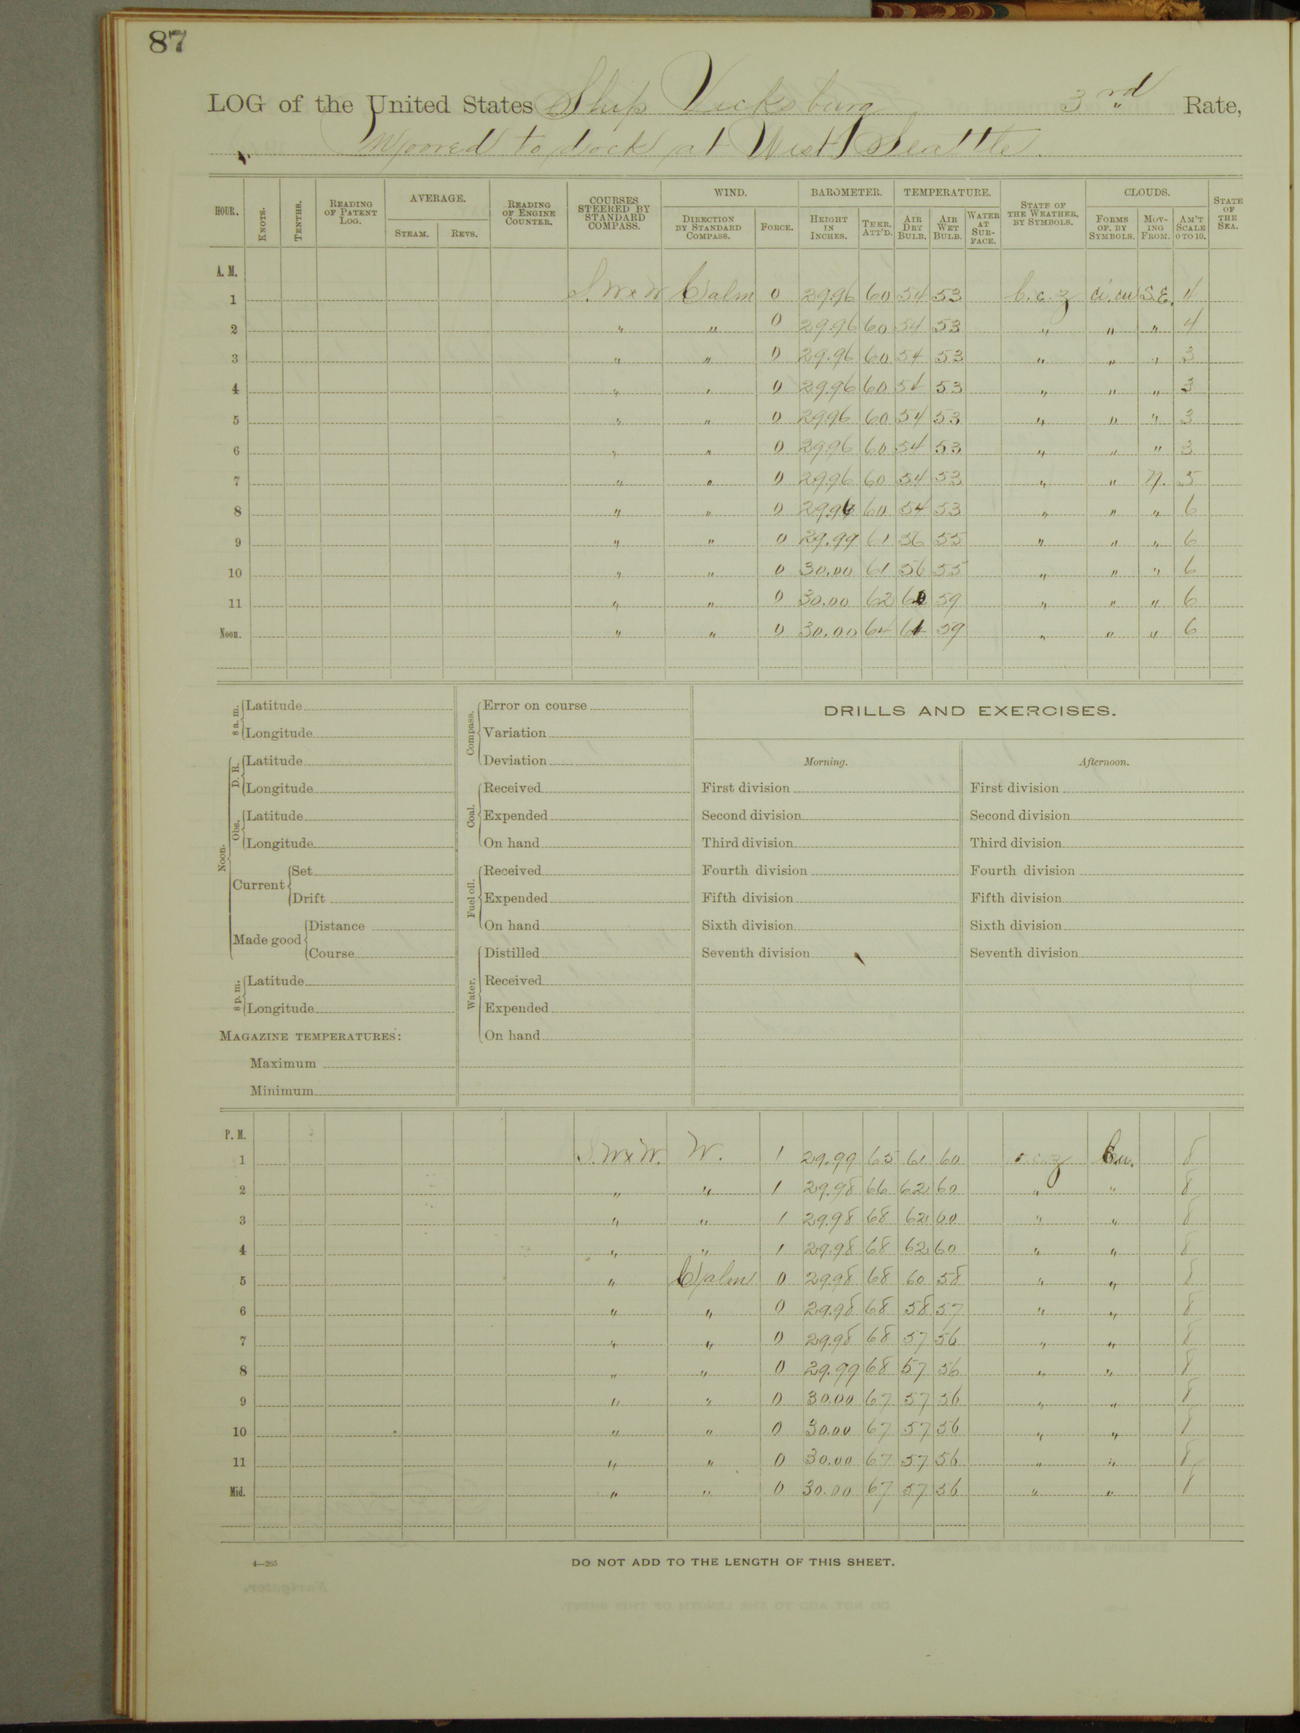 87
LOG of the United States Ship Vicksburg 3rd Rate,
Moored to dock at West Seattle.
HOUR. KNOTS. TENTHS. READING OF PATENT LOG. AVERAGE. STEAM. REVS. READING OF ENGINE COUNTER. COURSES STEERED BY STANDARD COMPASS. WIND. DIRECTION BY STANDARD COMPASS. FORCE. BAROMETER. HEIGHT IN INCHES. THER. ATT'D. TEMPERATURE. AIR DRY BULB. AIR WET BULB. WATER AT SURFACE. STATE OF THE WEATHER, BY SYMBOLS. CLOUDS. FORMS OF, BY SYMBOLS. MOVING FROM. AM'T SCALE 0 TO 10. STATE OF THE SEA.
A. M.
1 S.WxW Calm 0 29.96 60 54 53 b.c.z Ci.cu S.E. 4
2 " " 0 29.96 60 54 53 " " " 4
3 " " 0 29.96 60 54 53 " " " 3
4 " " 0 29.96 60 54 53 " " " 3
5 " " 0 29.96 60 54 53 " " " 3
6 " " 0 29.96 60 54 53 " " " 3
7 " " 0 29.96 60 54 53 " " N. 5
8 " " 0 29.96 60 54 53 " " " 6
9 " " 0 29.99 61 56 55 " " " 6
10 " " 0 30.00 61 56 55 " " " 6
11 " " 0 30.00 62 60 59 " " " 6
Noon. " " 0 30.00 64 61 59 " " " 6
8 a. m. Latitude
Longitude
Noon. D. R. Latitude
Longitude
Obs. Latitude
Longitude
Current Set
Drift
Made good Distance
Course
8 p. m. Latitude
Longitude
MAGAZINE TEMPERATURES:
Maximum
Minimum
Compass. Error on course
Variation
Deviation
Coal. Received
Expended
On hand
Fuel oil. Received
Expended
On hand
Water. Distilled
Received
Expended
On hand
DRILLS AND EXERCISES.
Morning. Afternoon.
First division First division
Second division Second division
Third division Third division
Fourth division Fourth division
Fifth division Fifth division
Sixth division Sixth division
Seventh division Seventh division
P. M.
1 S.WxW. W. 1 29.99 65 61 60 c.z Cu. 8
2 " " 1 29.98 66 62 60 " " 8
3 " " 1 29.98 68 62 60 " " 8
4 " " 1 29.98 68 62 60 " " 8
5 " Calm 0 29.98 68 60 58 " " 8
6 " " 0 29.98 68 58 57 " " 8
7 " " 0 29.98 68 57 56 " " 8
8 " " 0 29.99 68 57 56 " " 8
9 " " 0 30.00 67 57 56 " " 8
10 " " 0 30.00 67 57 56 " " 8
11 " " 0 30.00 67 57 56 " " 8
Mid. " " 0 30.00 67 57 56 " " 8
4—265
DO NOT ADD TO THE LENGTH OF THIS SHEET.